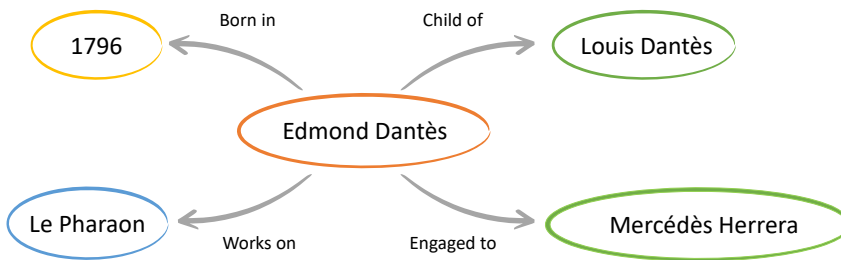 Born in
Child of
1796
Louis Dantès
Edmond Dantès
Le Pharaon
Mercédès Herrera
Works on
Engaged to